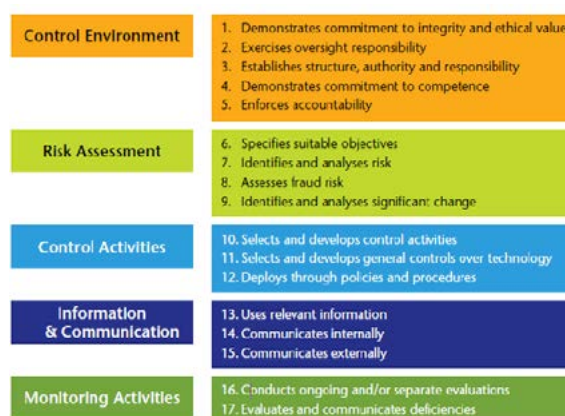 Control Environment
1. Demonstrates commitment to integrity and ethical value
2. Exercises oversight responsibility
3. Establishes structure, authority and responsibility
4. Demonstrates commitment to competence
5. Enforces accountability
Risk Assessment
6. Specifies suitable objectives
7. Identifies and analyses risk
8. Assesses fraud risk
9. Identifies and analyses significant change
Control Activities
10. Selects and develops control activities
11. Selects and develops general controls over technology
12. Deploys through policies and procedures
Information
& Communication
13. Uses relevant information
14. Communicates internally
15. Communicates externally
Monitoring Activities
16. Conducts ongoing and/or separate evaluations
17. Evaluates and communicates deficiencies